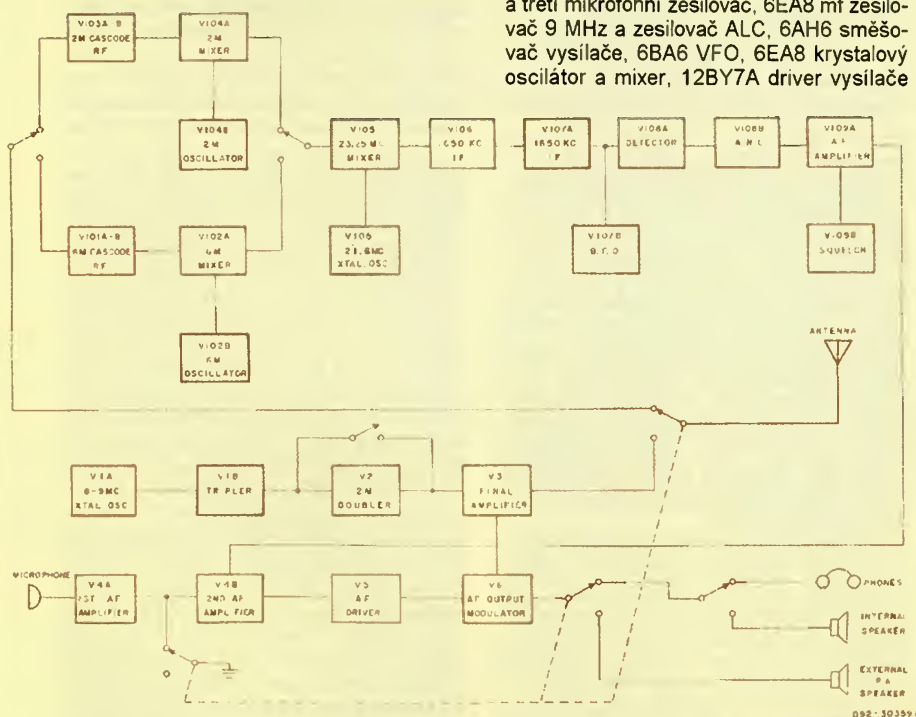 a třetí mikrofonní zesilovač, 6EA8 mf zesilo-
vač 9 MHz a zesilovač ALC, 6AH6 směšo-
vač vysílače, 6BA6 VFO, 6EA8 krystalový
oscilátor a mixer, 12BY7A driver vysílače
V103A-B
2M CASCODE
RF
V104A
2M
MIXER
V104B
2M
OSCILLATOR
V105
23.25 MC
MIXER
V106
1650 KC
IF
V107A
1650 KC
IF
V108A
DETECTOR
V108B
A.N.L.
V109A
A.F.
AMPLIFIER
V101A-B
6M CASCODE
RF
V102A
6M
MIXER
V105
21.6MC
XTAL. OSC
V107B
B.F.O
V109B
SQUELCH
V102B
6M
OSCILLATOR
ANTENNA
V1A
8-9MC
XTAL OSC
V1B
TRIPLER
V2
2M
DOUBLER
V3
FINAL
AMPLIFIER
MICROPHONE
V4A
1ST AF
AMPLIFIER
V4B
2ND AF
AMPLIFIER
V5
AF
DRIVER
V6
AF OUTPUT
MODULATOR
PHONES
INTERNAL
SPEAKER
EXTERNAL
P A
SPEAKER
092-30359